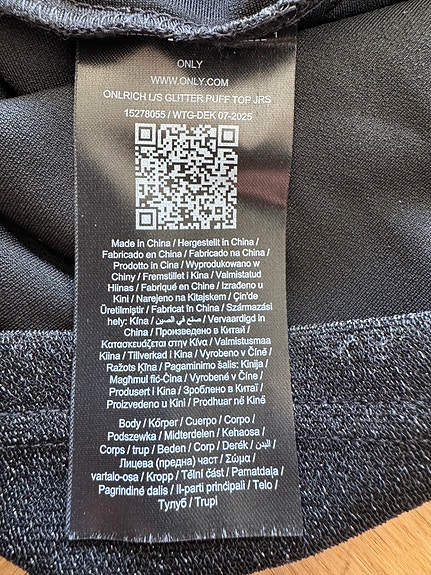 ONLY
WWW.ONLY.COM
ONLRICH L/S GLITTER PUFF TOP JRS
15278055 / WTG-DEK 07-2025
Made in China / Hergestellt in China /
Fabricado en China / Fabricado na China /
Prodotto in Cina / Wyprodukowano w
Chiny / Fremstillet i Kina / Valmistatud
Hiinas / Fabriqué en Chine / Izrađeno u
Kini / Narejeno na Kitajskem / Çin'de
Üretilmiştir / Fabricat în China / Származási
hely: Kína / صنع في الصين / Vervaardigd in
China / Произведено в Китай /
Κατασκευάζεται στην Κίνα / Valmistusmaa
Kiina / Tillverkad i Kina / Vyrobeno v Číně /
Ražots Ķīna / Pagaminimo šalis: Kinija /
Magħmul fiċ-Ċina / Vyrobené v Číne /
Produsert i Kina / Зроблено в Китаї /
Proizvedeno u Kini / Prodhuar në Kinë
Body / Körper / Cuerpo / Corpo /
Podszewka / Midterdelen / Kehaosa /
Corps / trup / Beden / Corp / Derék / البدن /
Лицева (предна) част / Σώμα /
vartalo-osa / Kropp / Tělní část / Pamatdaļa /
Pagrindinė dalis / Il-parti prinċipali / Telo /
Тулуб / Trupi